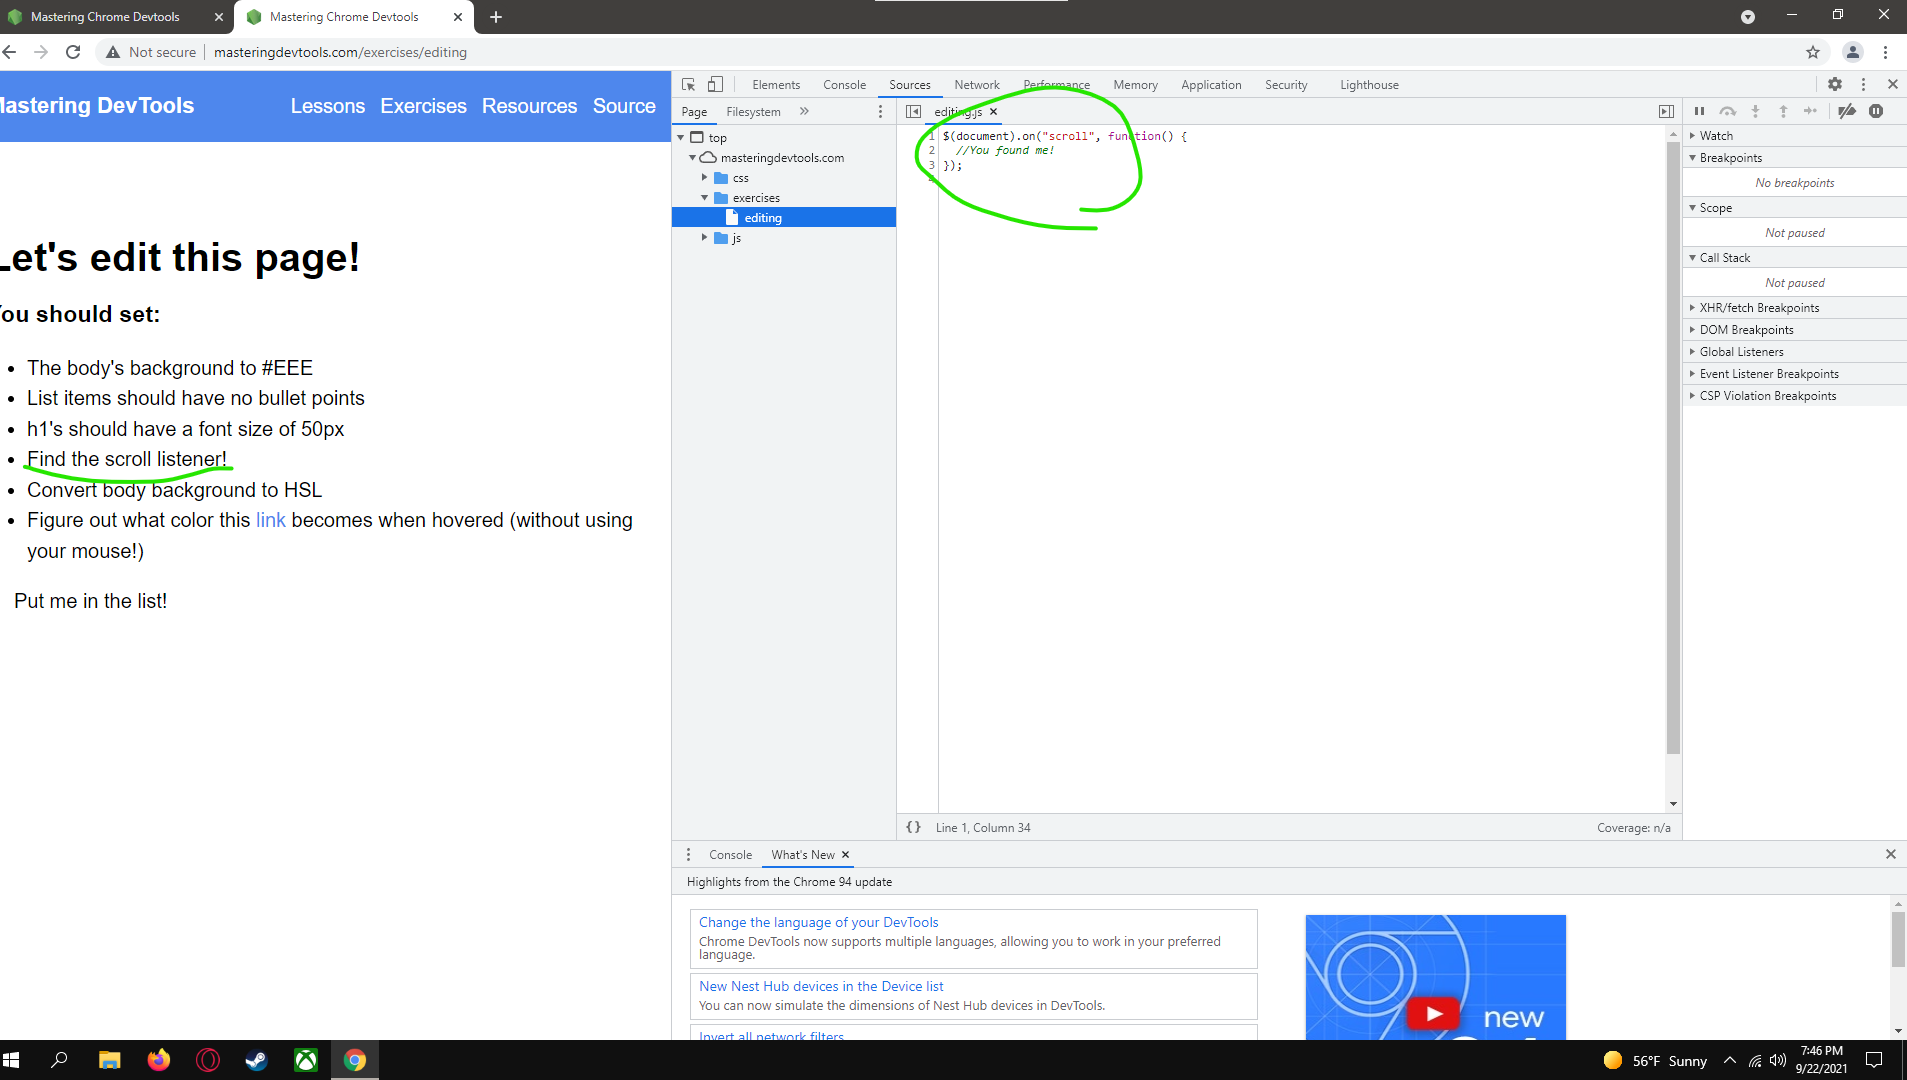 Mastering Chrome Devtools
Mastering Chrome Devtools
Not secure
masteringdevtools.com/exercises/editing
Mastering DevTools
Lessons Exercises Resources Source
Let's edit this page!
You should set:
The body's background to #EEE
List items should have no bullet points
h1's should have a font size of 50px
Find the scroll listener!
Convert body background to HSL
Figure out what color this link becomes when hovered (without using
your mouse!)
Put me in the list!
Elements Console Sources Network Performance Memory Application Security Lighthouse
Page Filesystem
top
masteringdevtools.com
css
exercises
editing
js
editing.js
1 $(document).on("scroll", function() {
2 //You found me!
3 });
4
{} Line 1, Column 34
Coverage: n/a
Watch
Breakpoints
No breakpoints
Scope
Not paused
Call Stack
Not paused
XHR/fetch Breakpoints
DOM Breakpoints
Global Listeners
Event Listener Breakpoints
CSP Violation Breakpoints
Console What's New
Highlights from the Chrome 94 update
Change the language of your DevTools
Chrome DevTools now supports multiple languages, allowing you to work in your preferred
language.
New Nest Hub devices in the Device list
You can now simulate the dimensions of Nest Hub devices in DevTools.
Invert all network filters
new
56°F Sunny
7:46 PM
9/22/2021